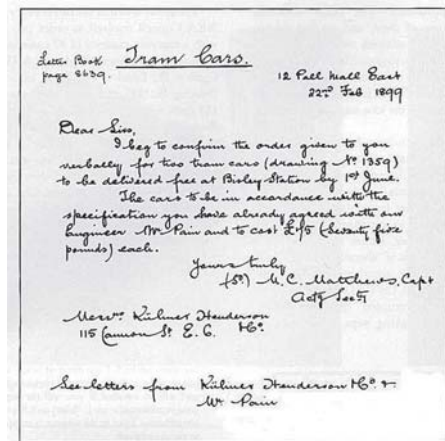 Letter Book Tram Cars.
page 8639.
12 Pall Mall East
22nd Feb 1899
Dear Sirs,
I beg to confirm the order given to you
verbally for two tram cars (drawing No 1359)
to be delivered free at Bisley Station by 1st June.
The cars to be in accordance with the
specification you have already agreed with our
Engineer Mr Pain and to cost £75 (Seventy five
pounds) each.
Yours truly
(Sd) M. C. Matthews, Capt
Actg Secty
Messrs Kulmer Henderson
115 Cannon St E. C.
See letters from Kulmer Henderson &
Mr Pain